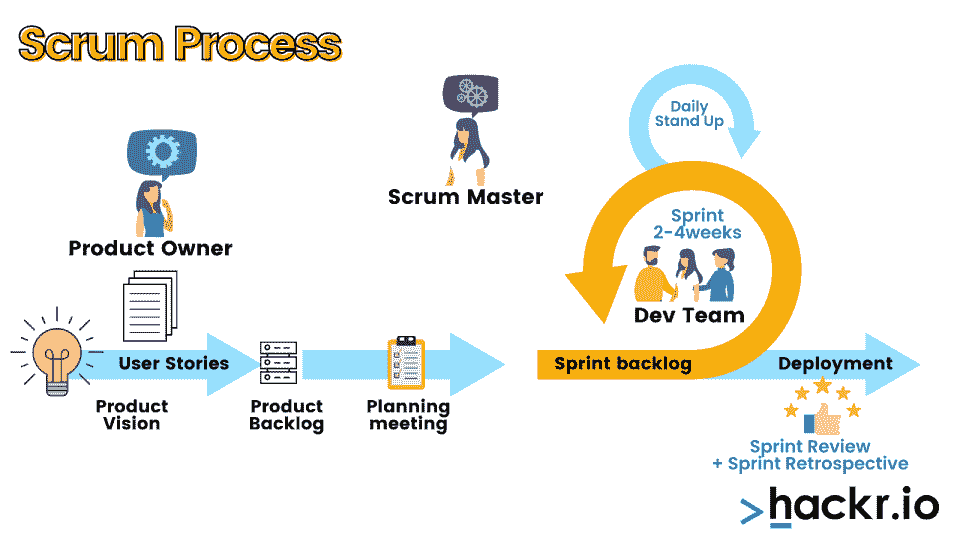 Scrum Process
Daily
Stand Up
Scrum Master
Product Owner
Sprint
2-4weeks
Dev Team
User Stories
Sprint backlog
Deployment
Product
Vision
Product
Backlog
Planning
meeting
Sprint Review
+ Sprint Retrospective
>hackr.io